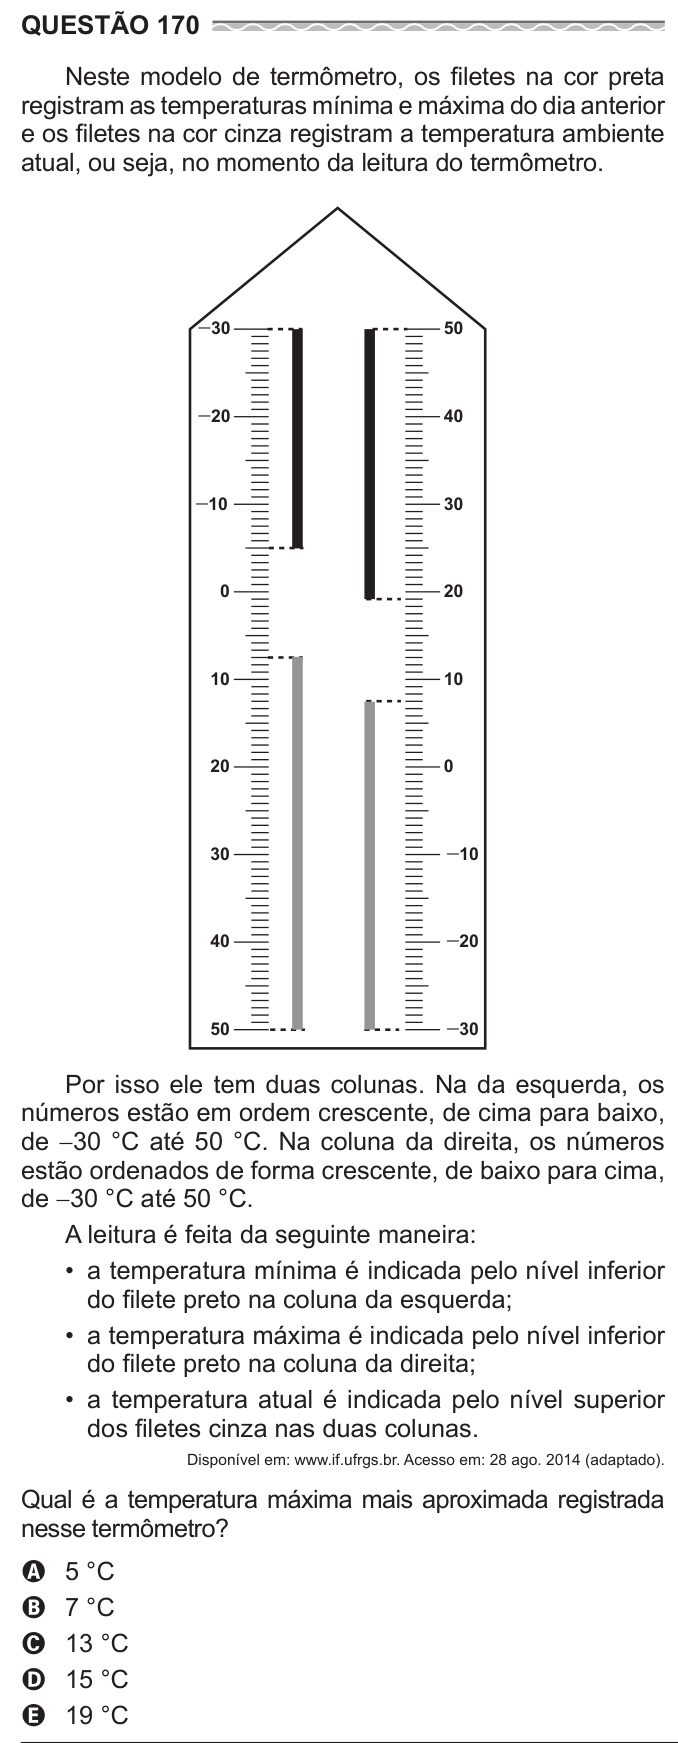 QUESTÃO 170
Neste modelo de termômetro, os filetes na cor preta
registram as temperaturas mínima e máxima do dia anterior
e os filetes na cor cinza registram a temperatura ambiente
atual, ou seja, no momento da leitura do termômetro.
−30 50
−20 40
−10 30
0 20
10 10
20 0
30 −10
40 −20
50 −30
Por isso ele tem duas colunas. Na da esquerda, os
números estão em ordem crescente, de cima para baixo,
de −30 °C até 50 °C. Na coluna da direita, os números
estão ordenados de forma crescente, de baixo para cima,
de −30 °C até 50 °C.
A leitura é feita da seguinte maneira:
• a temperatura mínima é indicada pelo nível inferior
do filete preto na coluna da esquerda;
• a temperatura máxima é indicada pelo nível inferior
do filete preto na coluna da direita;
• a temperatura atual é indicada pelo nível superior
dos filetes cinza nas duas colunas.
Disponível em: www.if.ufrgs.br. Acesso em: 28 ago. 2014 (adaptado).
Qual é a temperatura máxima mais aproximada registrada
nesse termômetro?
A 5 °C
B 7 °C
C 13 °C
D 15 °C
E 19 °C